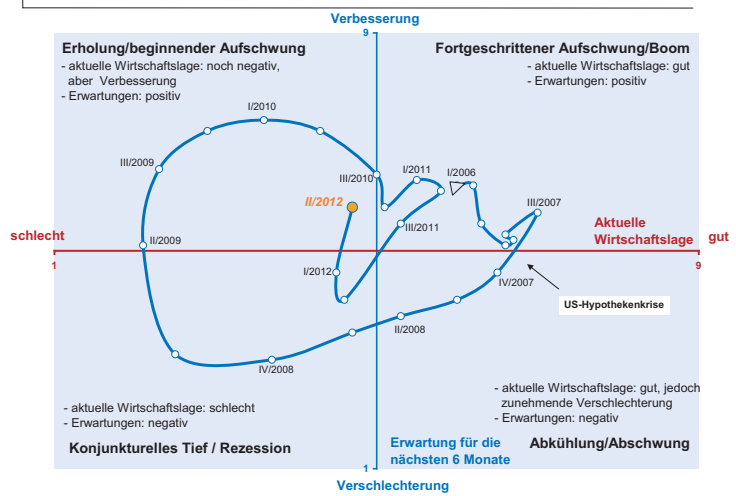 Verbesserung
9
Erholung/beginnender Aufschwung
- aktuelle Wirtschaftslage: noch negativ,
aber Verbesserung
- Erwartungen: positiv
Fortgeschrittener Aufschwung/Boom
- aktuelle Wirtschaftslage: gut
- Erwartungen: positiv
I/2010
III/2009
III/2010
I/2011
I/2006
II/2012
III/2011
III/2007
II/2009
schlecht
Aktuelle
Wirtschaftslage
gut
1
9
I/2012
IV/2007
US-Hypothekenkrise
II/2008
IV/2008
- aktuelle Wirtschaftslage: schlecht
- Erwartungen: negativ
Konjunkturelles Tief / Rezession
- aktuelle Wirtschaftslage: gut, jedoch
zunehmende Verschlechterung
- Erwartungen: negativ
Abkühlung/Abschwung
Erwartung für die
nächsten 6 Monate
1
Verschlechterung